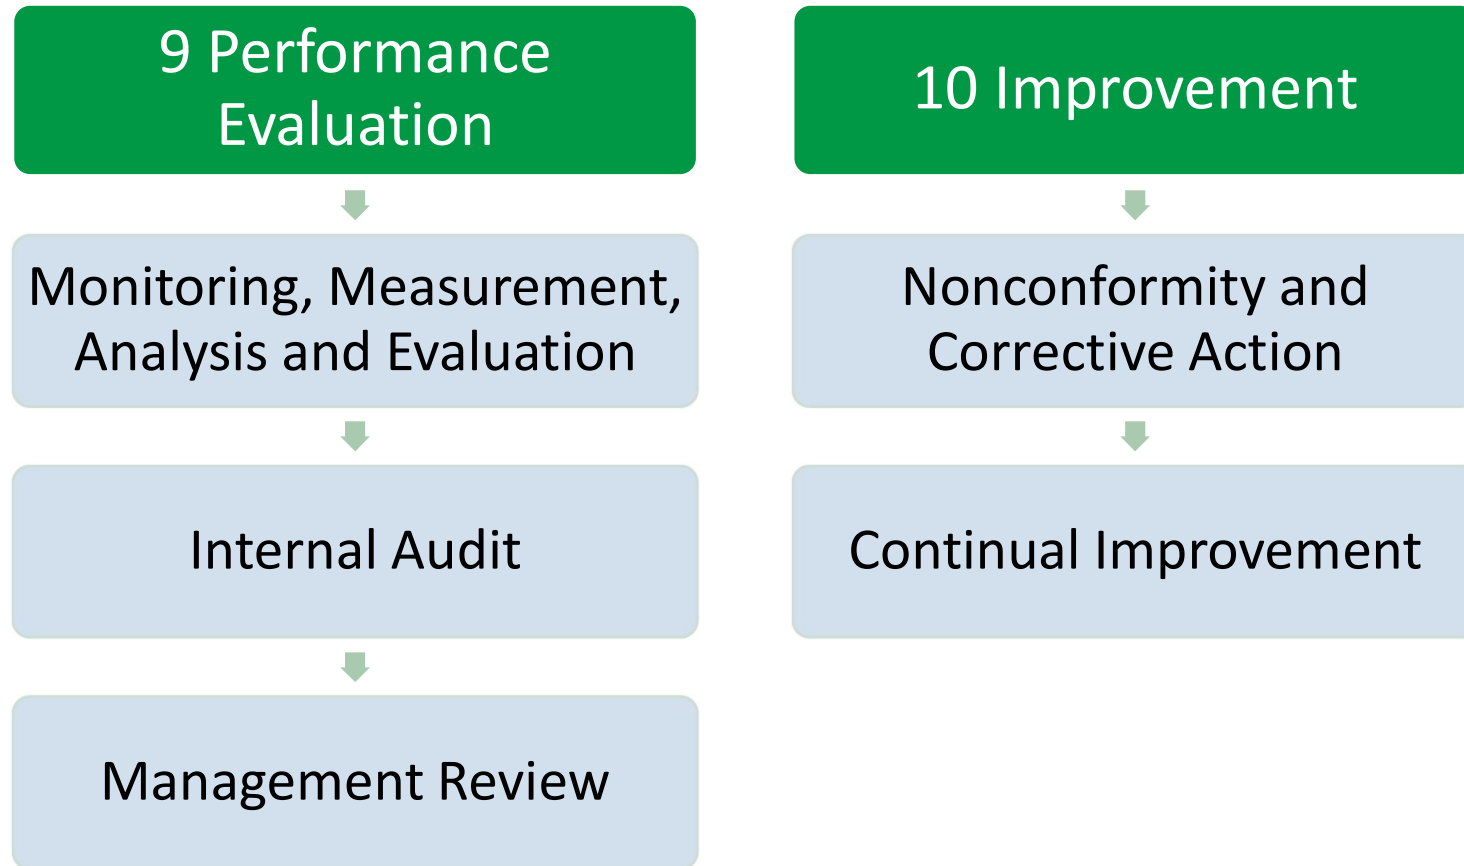 9 Performance
Evaluation
Monitoring, Measurement,
Analysis and Evaluation
Internal Audit
Management Review
10 Improvement
Nonconformity and
Corrective Action
Continual Improvement